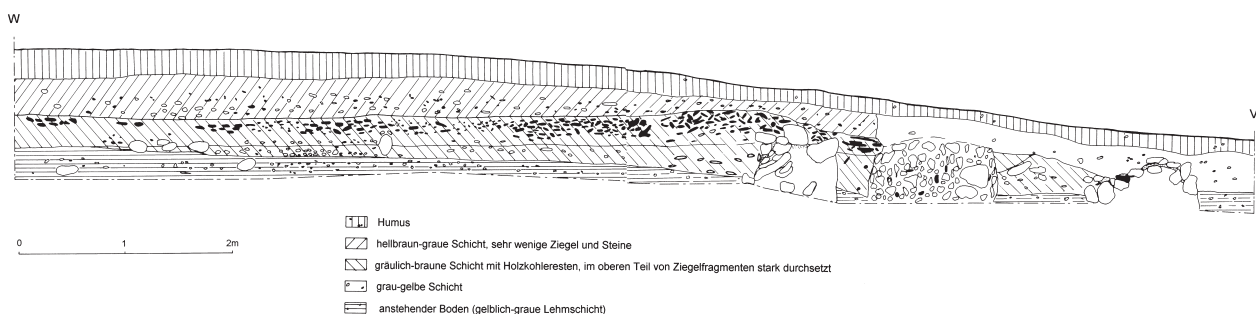 W
V
Humus
0 1 2m
hellbraun-graue Schicht, sehr wenige Ziegel und Steine
gräulich-braune Schicht mit Holzkohleresten, im oberen Teil von Ziegelfragmenten stark durchsetzt
grau-gelbe Schicht
anstehender Boden (gelblich-graue Lehmschicht)